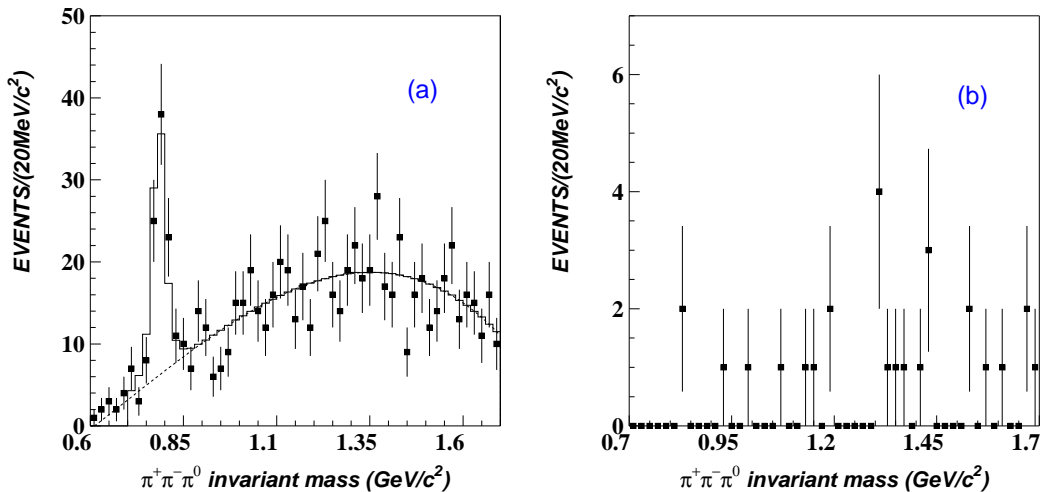 EVENTS/(20MeV/c²)
50
40
30
20
10
0
(a)
0.6 0.85 1.1 1.35 1.6
π⁺π⁻π⁰ invariant mass (GeV/c²)
EVENTS/(20MeV/c²)
6
4
2
0
(b)
0.7 0.95 1.2 1.45 1.7
π⁺π⁻π⁰ invariant mass (GeV/c²)